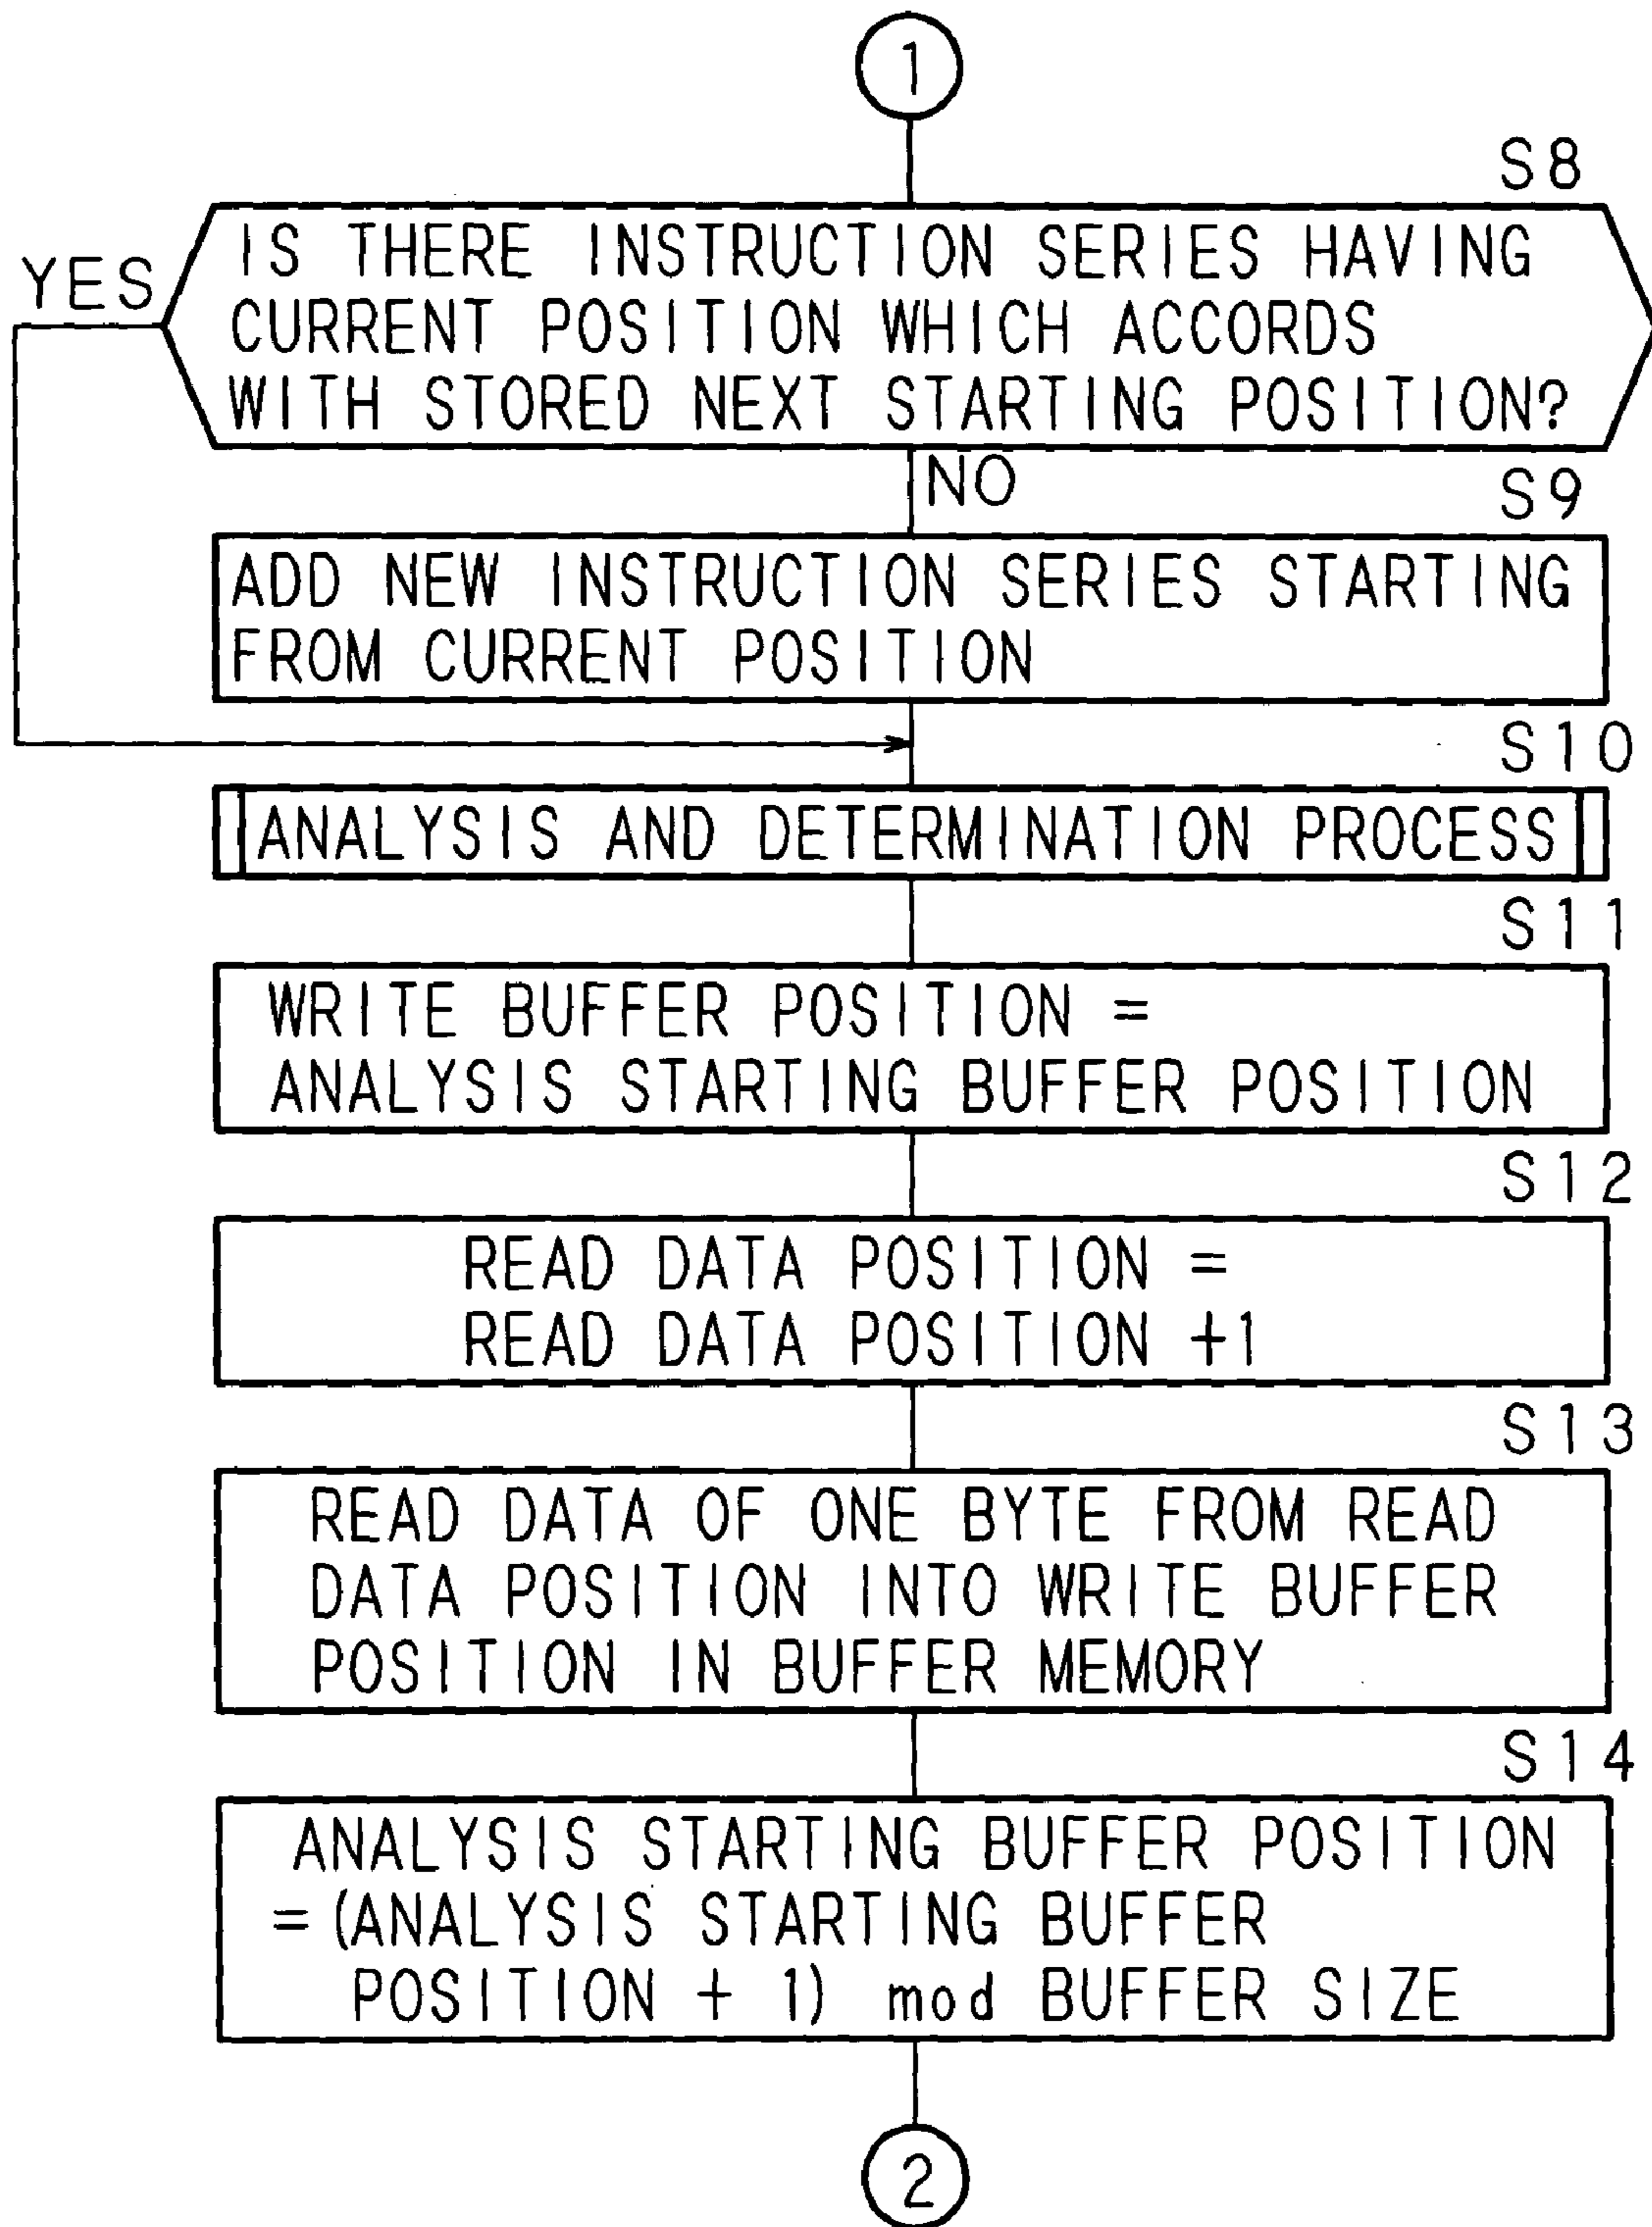 1
S8
IS THERE INSTRUCTION SERIES HAVING
YES
CURRENT POSITION WHICH ACCORDS
WITH STORED NEXT STARTING POSITION?
NO
S9
ADD NEW INSTRUCTION SERIES STARTING
FROM CURRENT POSITION
S10
ANALYSIS AND DETERMINATION PROCESS
S11
WRITE BUFFER POSITION =
ANALYSIS STARTING BUFFER POSITION
S12
READ DATA POSITION =
READ DATA POSITION +1
S13
READ DATA OF ONE BYTE FROM READ
DATA POSITION INTO WRITE BUFFER
POSITION IN BUFFER MEMORY
S14
ANALYSIS STARTING BUFFER POSITION
= (ANALYSIS STARTING BUFFER
POSITION + 1) mod BUFFER SIZE
2